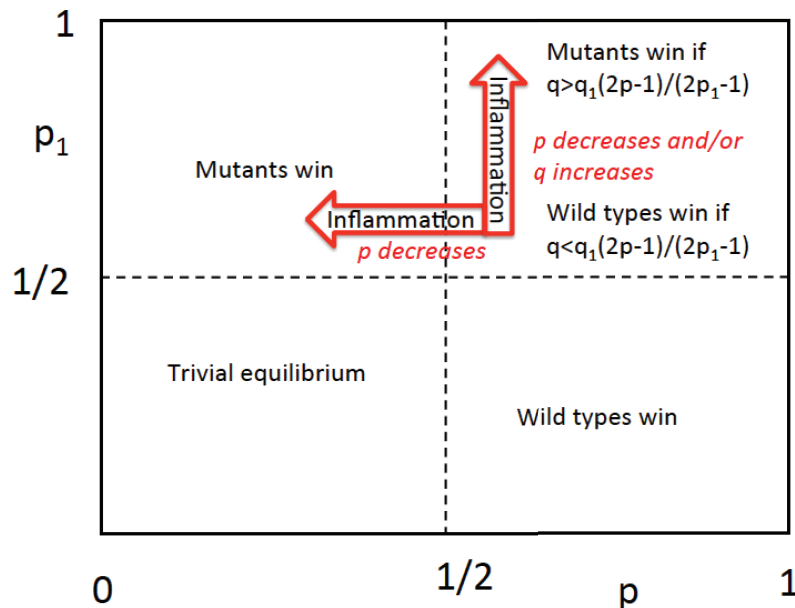 1
p₁
1/2
Mutants win
Inflammation
p decreases
Inflammation
Mutants win if
q>q₁(2p-1)/(2p₁-1)
p decreases and/or
q increases
Wild types win if
q<q₁(2p-1)/(2p₁-1)
Trivial equilibrium
Wild types win
0
1/2
p
1